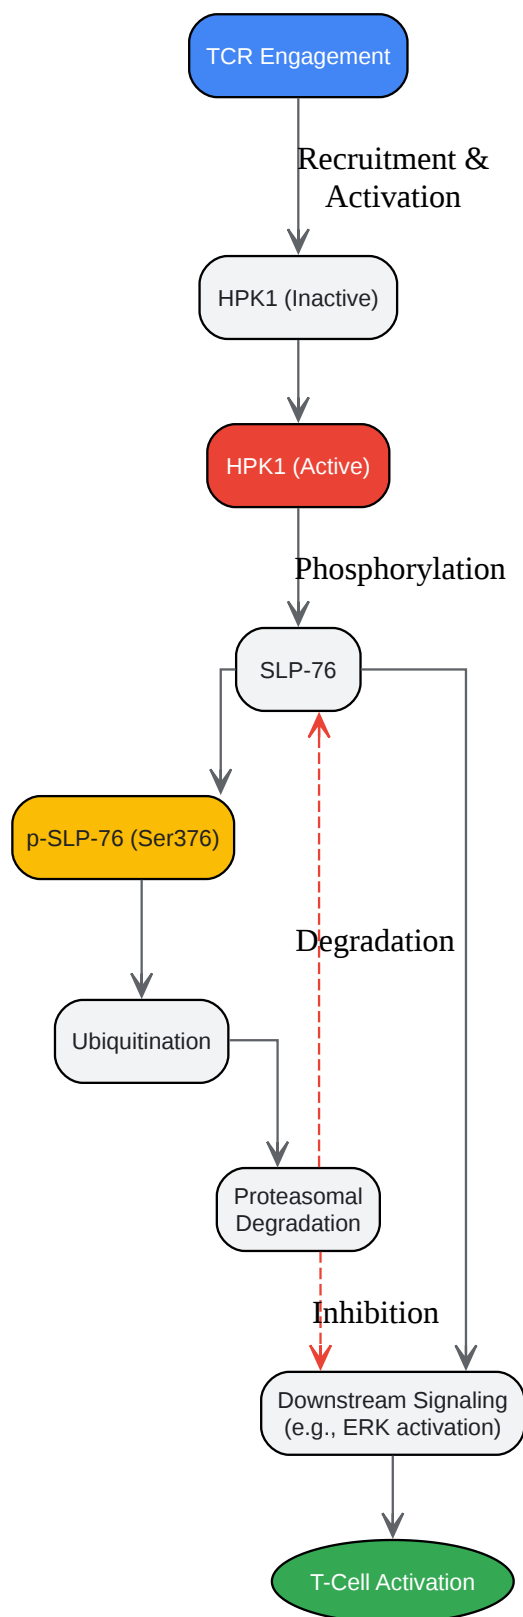 TCR Engagement
Recruitment &
Activation
HPK1 (Inactive)
HPK1 (Active)
Phosphorylation
SLP-76
p-SLP-76 (Ser376)
Degradation
Ubiquitination
Proteasomal
Degradation
Inhibition
Downstream Signaling
(e.g., ERK activation)
T-Cell Activation